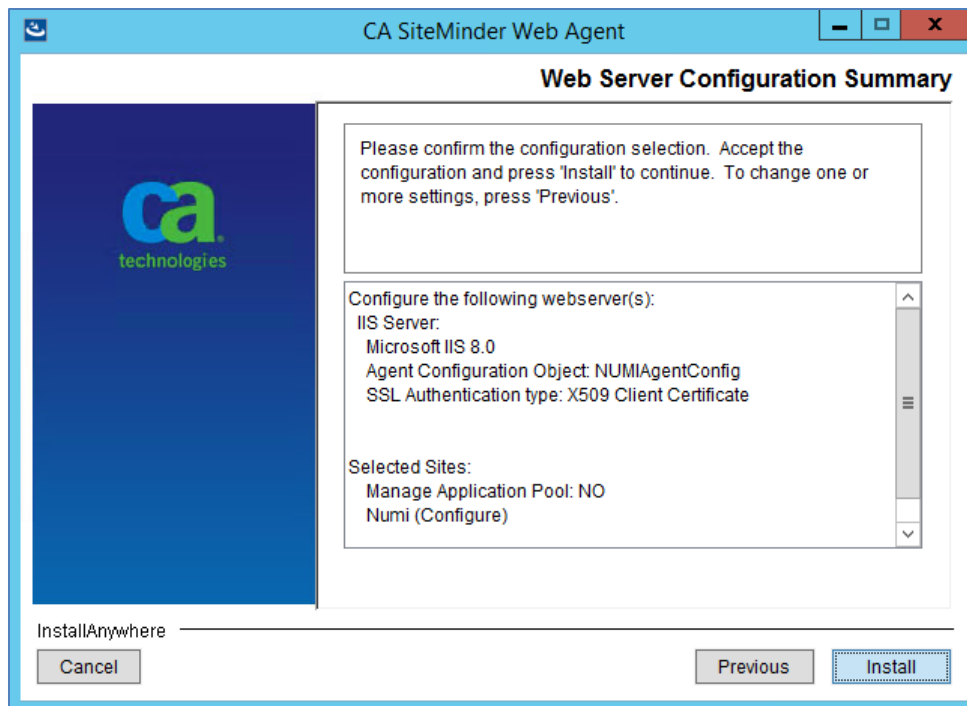 CA SiteMinder Web Agent
Web Server Configuration Summary
ca
technologies
Please confirm the configuration selection. Accept the
configuration and press 'Install' to continue. To change one or
more settings, press 'Previous'.
Configure the following webserver(s):
IIS Server:
Microsoft IIS 8.0
Agent Configuration Object: NUMIAgentConfig
SSL Authentication type: X509 Client Certificate
Selected Sites:
Manage Application Pool: NO
Numi (Configure)
InstallAnywhere
Cancel
Previous
Install